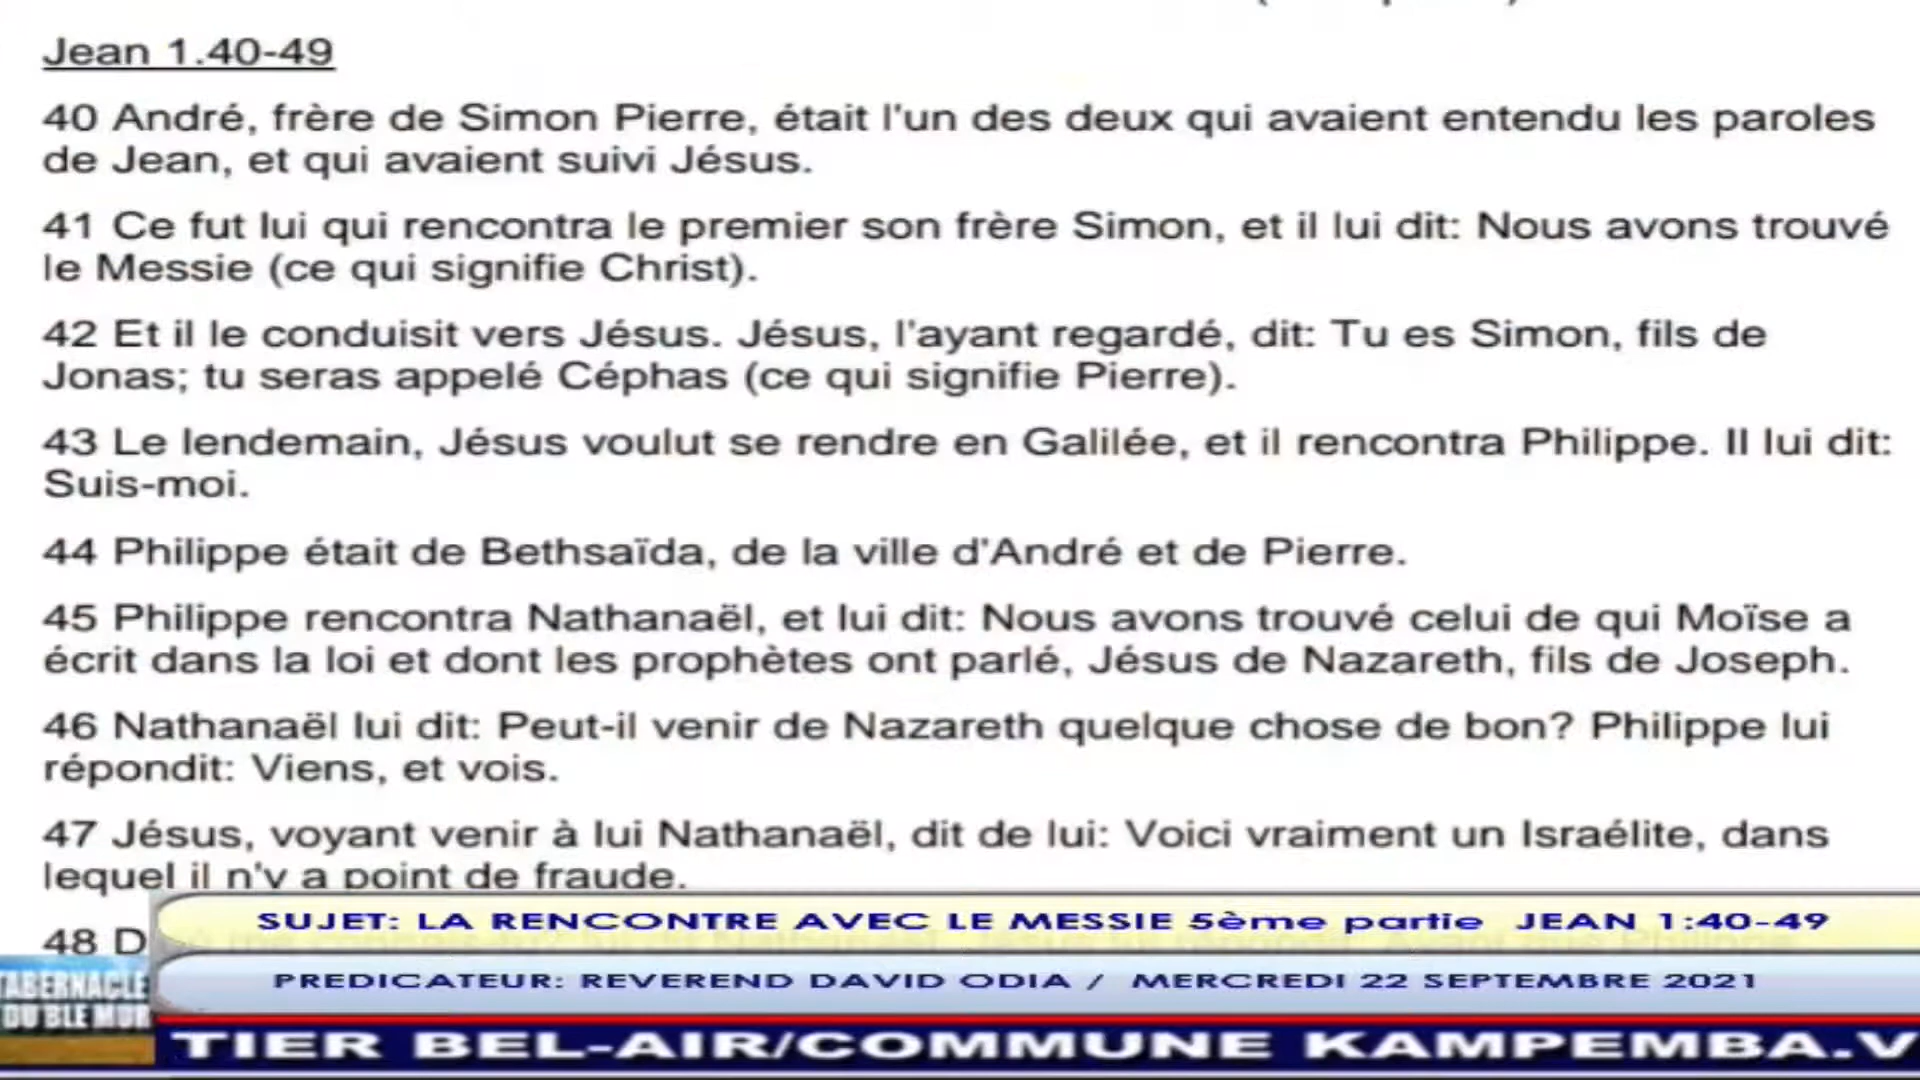 Jean 1.40-49
40 André, frère de Simon Pierre, était l'un des deux qui avaient entendu les paroles
de Jean, et qui avaient suivi Jésus.
41 Ce fut lui qui rencontra le premier son frère Simon, et il lui dit: Nous avons trouvé
le Messie (ce qui signifie Christ).
42 Et il le conduisit vers Jésus. Jésus, l'ayant regardé, dit: Tu es Simon, fils de
Jonas; tu seras appelé Céphas (ce qui signifie Pierre).
43 Le lendemain, Jésus voulut se rendre en Galilée, et il rencontra Philippe. Il lui dit:
Suis-moi.
44 Philippe était de Bethsaïda, de la ville d'André et de Pierre.
45 Philippe rencontra Nathanaël, et lui dit: Nous avons trouvé celui de qui Moïse a
écrit dans la loi et dont les prophètes ont parlé, Jésus de Nazareth, fils de Joseph.
46 Nathanaël lui dit: Peut-il venir de Nazareth quelque chose de bon? Philippe lui
répondit: Viens, et vois.
47 Jésus, voyant venir à lui Nathanaël, dit de lui: Voici vraiment un Israélite, dans
lequel il n'y a point de fraude.
48 D
SUJET: LA RENCONTRE AVEC LE MESSIE 5ème partie JEAN 1:40-49
PREDICATEUR: REVEREND DAVID ODIA / MERCREDI 22 SEPTEMBRE 2021
TABERNACLE
DU BLE MUR
TIER BEL-AIR/COMMUNE KAMPEMBA.V